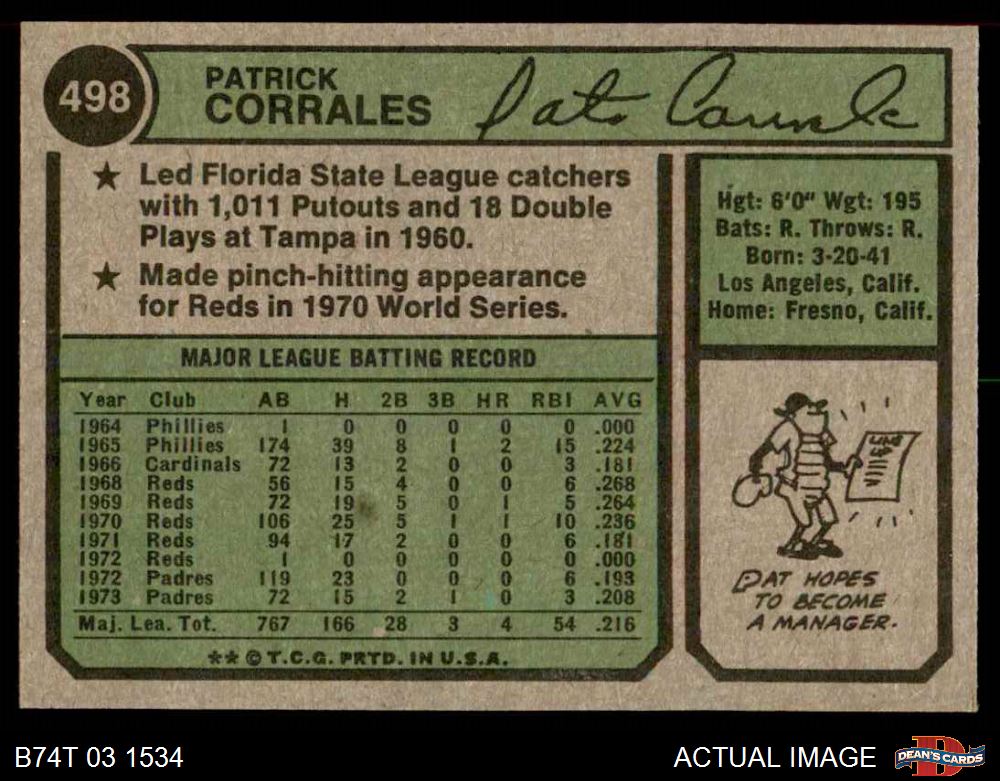 498
PATRICK
CORRALES
Pat Corrales
★ Led Florida State League catchers
with 1,011 Putouts and 18 Double
Plays at Tampa in 1960.
★ Made pinch-hitting appearance
for Reds in 1970 World Series.
MAJOR LEAGUE BATTING RECORD
Year Club AB H 2B 3B HR RBI AVG
1964 Phillies 1 0 0 0 0 0 .000
1965 Phillies 174 39 8 1 2 15 .224
1966 Cardinals 72 13 2 0 0 3 .181
1968 Reds 56 15 4 0 0 6 .268
1969 Reds 72 19 5 0 1 5 .264
1970 Reds 106 25 5 1 1 10 .236
1971 Reds 94 17 2 0 0 6 .181
1972 Reds 1 0 0 0 0 0 .000
1972 Padres 119 23 0 0 0 6 .193
1973 Padres 72 15 2 1 0 3 .208
Maj. Lea. Tot. 767 166 28 3 4 54 .216
** © T.C.G. PRTD. IN U.S.A.
Hgt: 6'0" Wgt: 195
Bats: R. Throws: R.
Born: 3-20-41
Los Angeles, Calif.
Home: Fresno, Calif.
PAT HOPES
TO BECOME
A MANAGER.
B74T 03 1534
ACTUAL IMAGE
DEAN'S CARDS